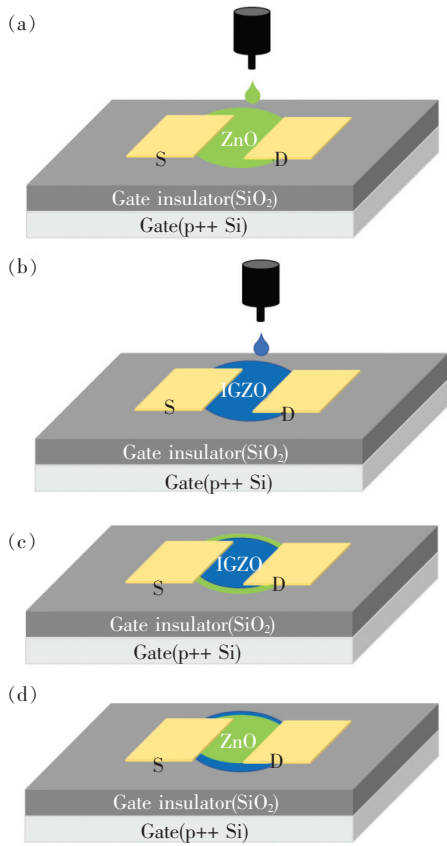 (a)
ZnO
S D
Gate insulator(SiO₂)
Gate(p++ Si)
(b)
IGZO
S D
Gate insulator(SiO₂)
Gate(p++ Si)
(c)
IGZO
S D
Gate insulator(SiO₂)
Gate(p++ Si)
(d)
ZnO
S D
Gate insulator(SiO₂)
Gate(p++ Si)